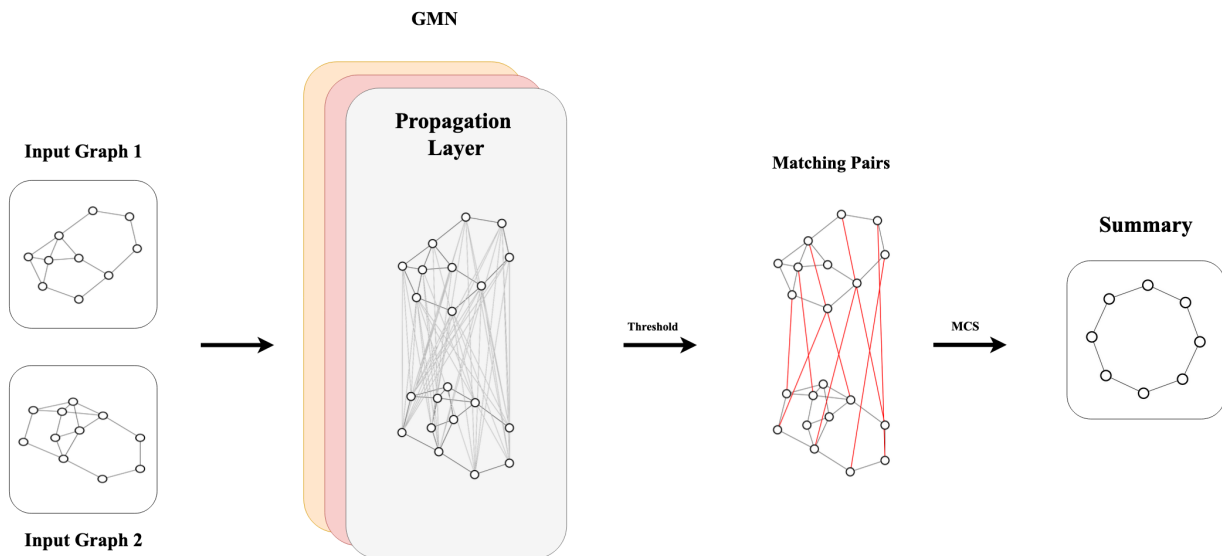 GMN
Propagation
Layer
Input Graph 1
Matching Pairs
Summary
Threshold
MCS
Input Graph 2